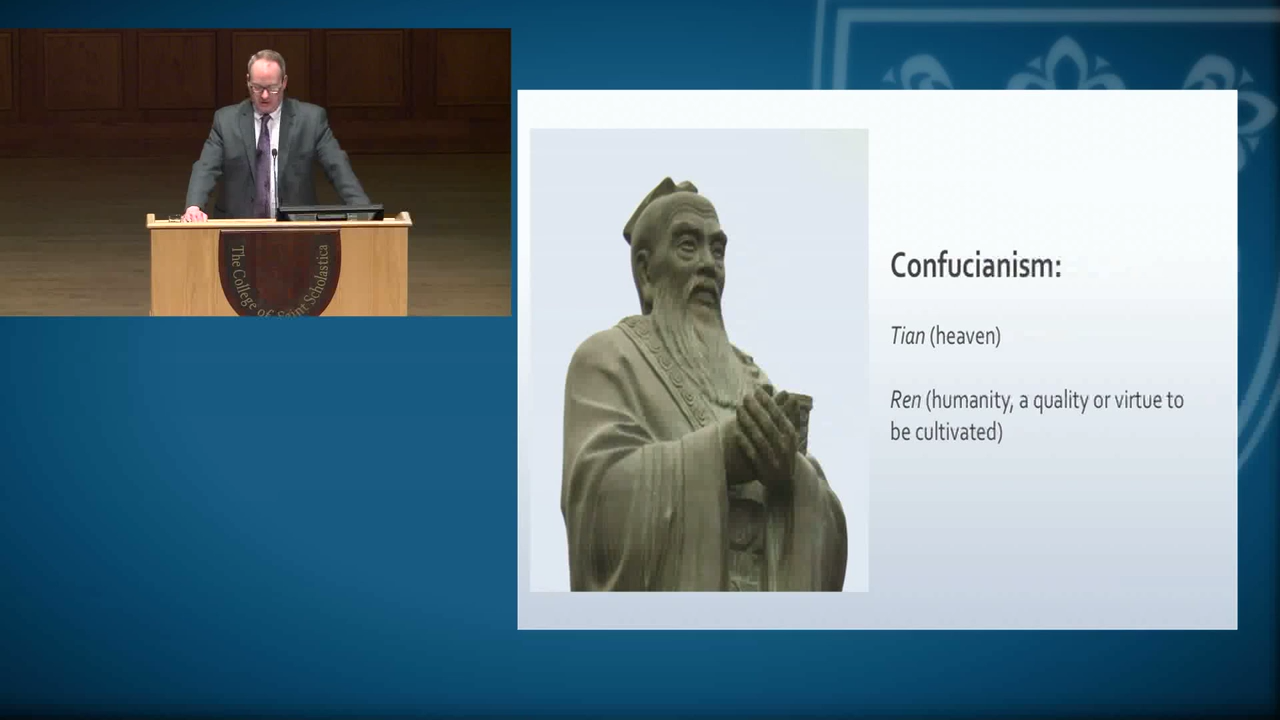 The College of Saint Scholastica
Confucianism:
Tian (heaven)
Ren (humanity, a quality or virtue to
be cultivated)